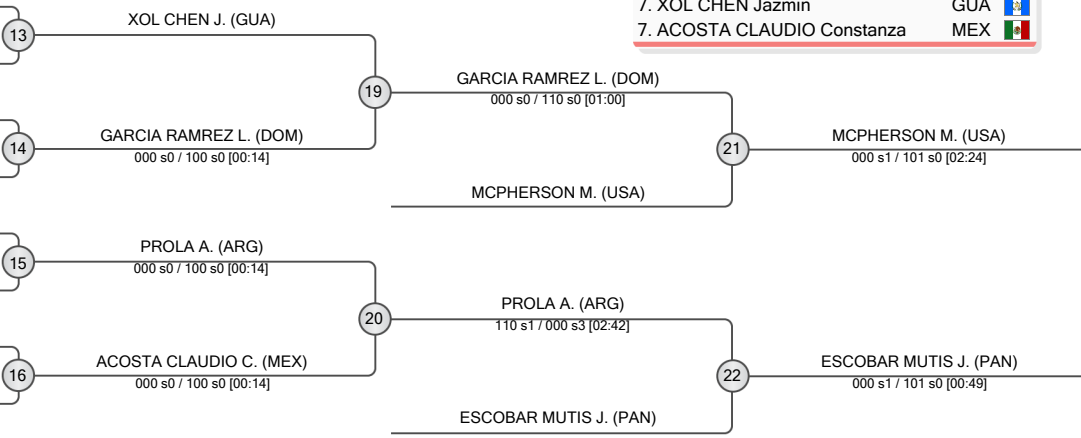 7. XOL CHEN Jazmin GUA
7. ACOSTA CLAUDIO Constanza MEX
13
XOL CHEN J. (GUA)
19
GARCIA RAMREZ L. (DOM)
000 s0 / 110 s0 [01:00]
14
GARCIA RAMREZ L. (DOM)
000 s0 / 100 s0 [00:14]
21
MCPHERSON M. (USA)
000 s1 / 101 s0 [02:24]
MCPHERSON M. (USA)
15
PROLA A. (ARG)
000 s0 / 100 s0 [00:14]
20
PROLA A. (ARG)
110 s1 / 000 s3 [02:42]
16
ACOSTA CLAUDIO C. (MEX)
000 s0 / 100 s0 [00:14]
22
ESCOBAR MUTIS J. (PAN)
000 s1 / 101 s0 [00:49]
ESCOBAR MUTIS J. (PAN)